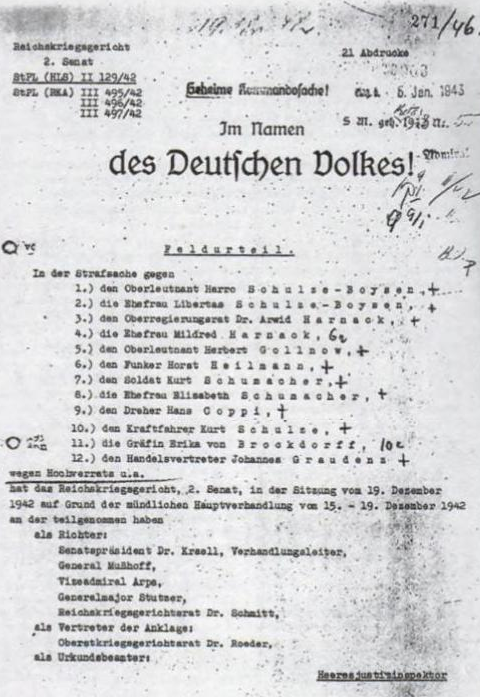 271/46.
Reichskriegsgericht
2. Senat
StPL (HLS) II 129/42
StPL (RKA) III 495/42
III 496/42
III 497/42
21 Abdrucke
Geheime Kommandosache!
5. Jan. 1943
Im Namen
des Deutschen Volkes!
Feldurteil.
In der Strafsache gegen
1.) den Oberleutnant Harro Schulze-Boysen, +
2.) die Ehefrau Libertas Schulze-Boysen, +
3.) den Oberregierungsrat Dr. Arwid Harnack, +
4.) die Ehefrau Mildred Harnack, 6
5.) den Oberleutnant Herbert Gollnow, +
6.) den Funker Horst Heilmann, +
7.) den Soldat Kurt Schumacher, +
8.) die Ehefrau Elisabeth Schumacher, +
9.) den Dreher Hans Coppi, +
10.) den Kraftfahrer Kurt Schulze, +
11.) die Gräfin Erika von Brockdorff, 10
12.) den Handelsvertreter Johannes Graudenz +
wegen Hochverrats u.a.
hat das Reichskriegsgericht, 2. Senat, in der Sitzung vom 19. Dezember
1942 auf Grund der mündlichen Hauptverhandlung vom 15. - 19. Dezember 1942
an der teilgenommen haben
als Richter:
Senatspräsident Dr. Kraell, Verhandlungsleiter,
General Mußhoff,
Vizeadmiral Arps,
Generalmajor Stutzer,
Reichskriegsgerichtsrat Dr. Schmitt,
als Vertreter der Anklage:
Oberstkriegsgerichtsrat Dr. Roeder,
als Urkundsbeamter:
Heeresjustizinspektor